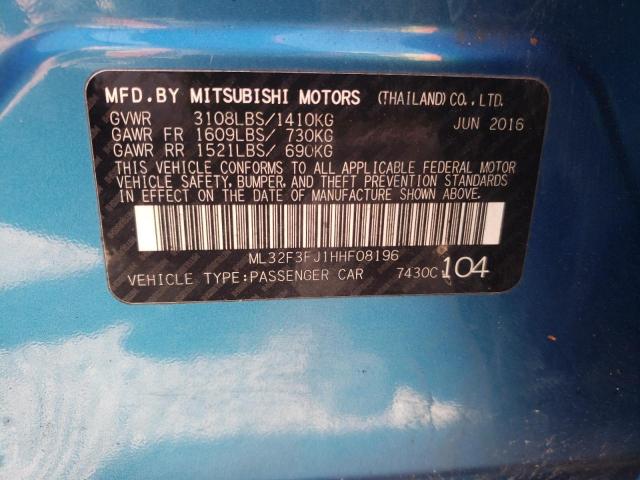 MFD.BY MITSUBISHI MOTORS (THAILAND)CO.,LTD.
GVWR 3108LBS/1410KG JUN 2016
GAWR FR 1609LBS/ 730KG
GAWR RR 1521LBS/ 690KG
THIS VEHICLE CONFORMS TO ALL APPLICABLE FEDERAL MOTOR
VEHICLE SAFETY, BUMPER, AND THEFT PREVENTION STANDARDS
IN EFFECT ON THE DATE OF MANUFACTURE SHOWN ABOVE.
ML32F3FJ1HHF08196
VEHICLE TYPE:PASSENGER CAR 7430C 104